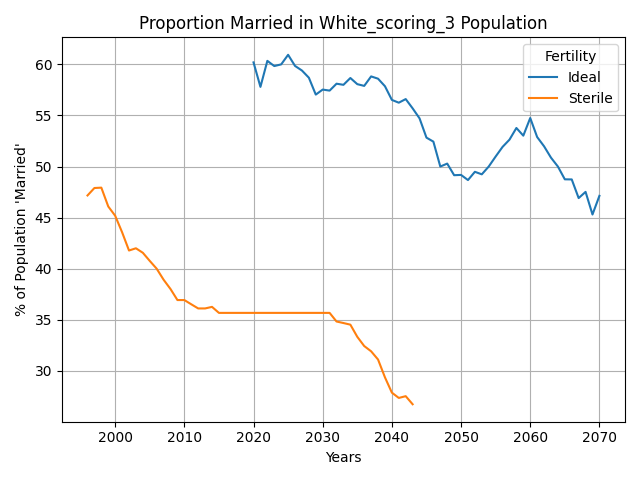 Proportion Married in White_scoring_3 Population
% of Population 'Married'
60
55
50
45
40
35
30
Fertility
Ideal
Sterile
2000 2010 2020 2030 2040 2050 2060 2070
Years